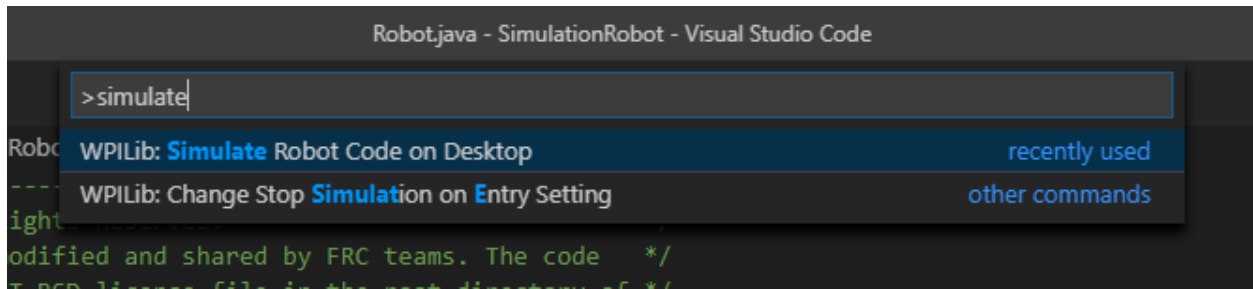 Robot.java - SimulationRobot - Visual Studio Code
>simulate
WPILib: Simulate Robot Code on Desktop recently used
WPILib: Change Stop Simulation on Entry Setting other commands
odified and shared by FRC teams. The code */